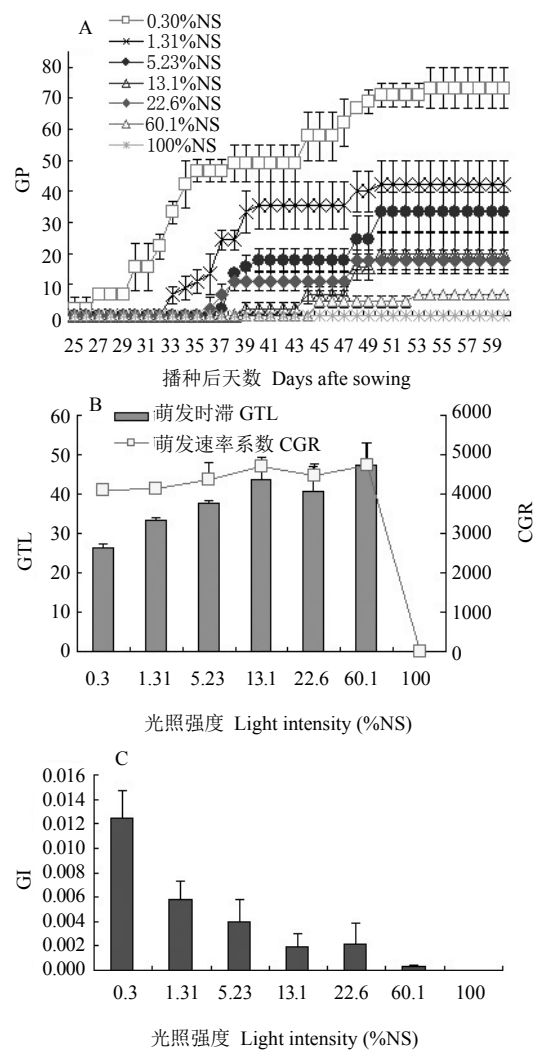 A
0.30%NS
1.31%NS
5.23%NS
13.1%NS
22.6%NS
60.1%NS
100%NS
GP
80
70
60
50
40
30
20
10
0
25 27 29 31 33 35 37 39 41 43 45 47 49 51 53 55 57 59
播种后天数 Days afte sowing
B
萌发时滞 GTL
萌发速率系数 CGR
GTL
60
50
40
30
20
10
0
6000
5000
4000
3000
2000
1000
0
CGR
0.3 1.31 5.23 13.1 22.6 60.1 100
光照强度 Light intensity (%NS)
C
GI
0.016
0.014
0.012
0.010
0.008
0.006
0.004
0.002
0.000
0.3 1.31 5.23 13.1 22.6 60.1 100
光照强度 Light intensity (%NS)